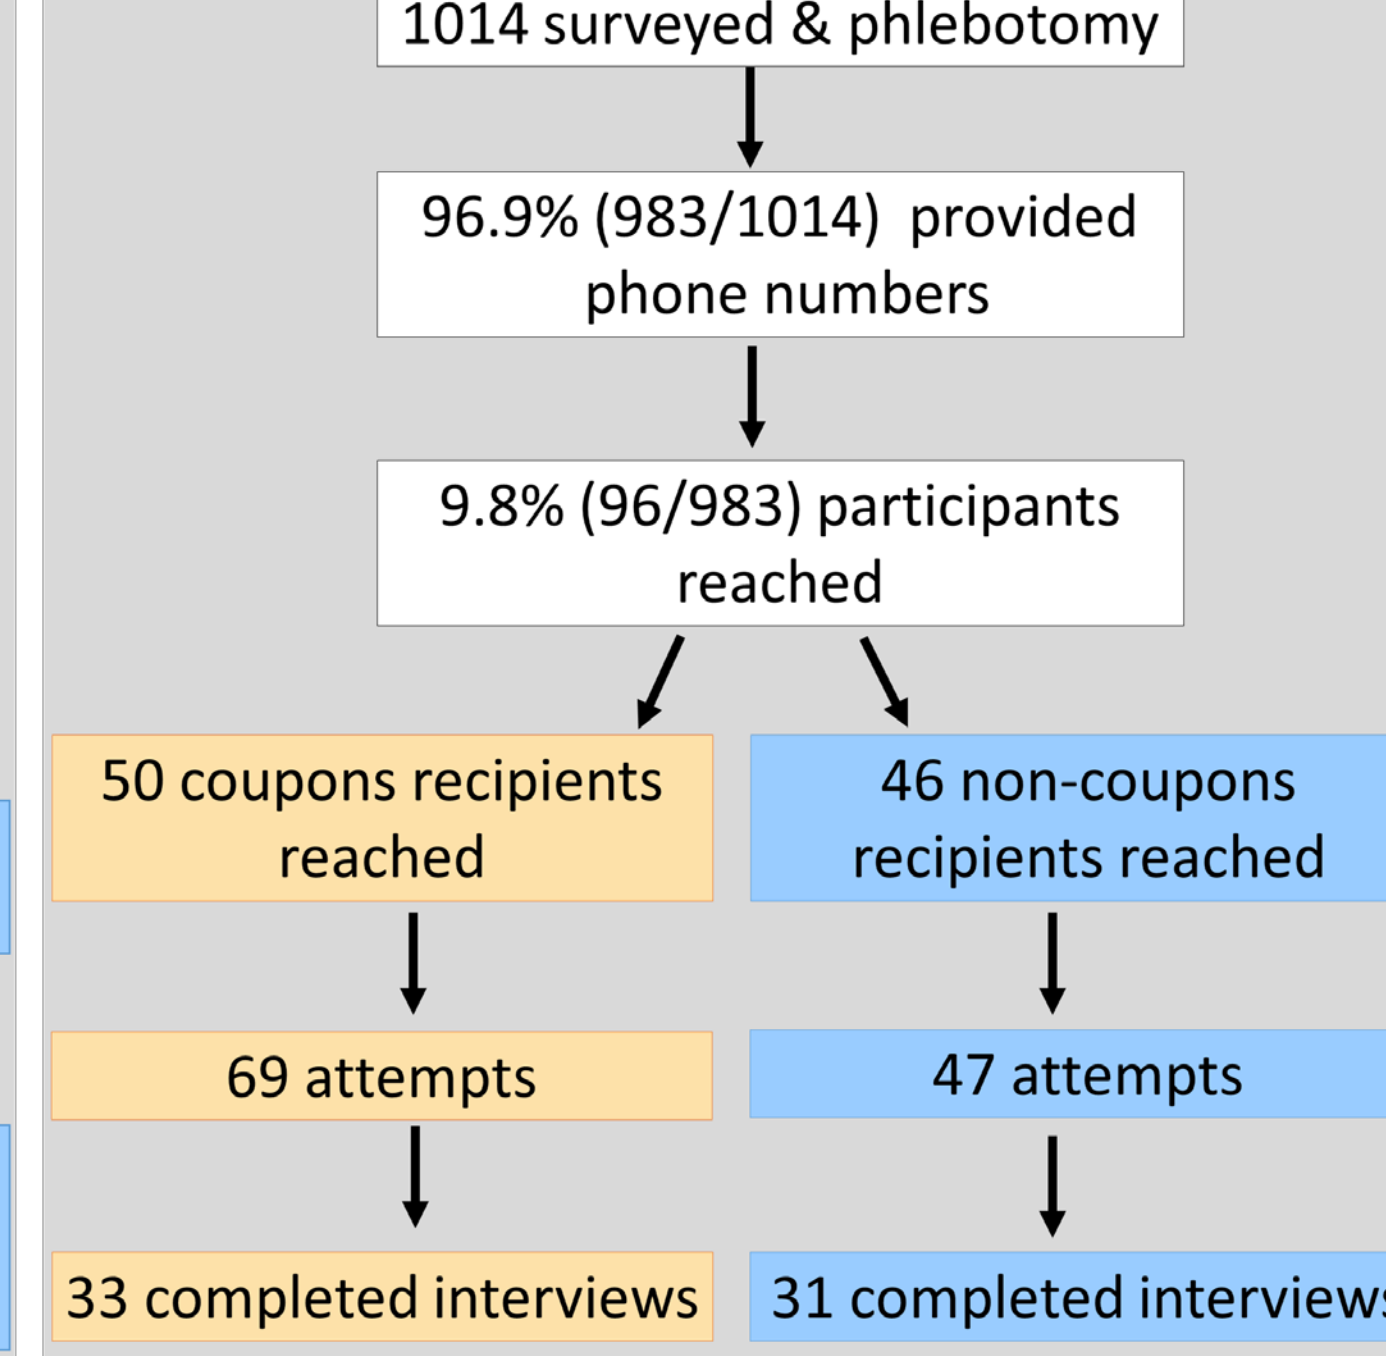 1014 surveyed & phlebotomy
96.9% (983/1014) provided
phone numbers
9.8% (96/983) participants
reached
50 coupons recipients
reached
46 non-coupons
recipients reached
69 attempts
47 attempts
33 completed interviews
31 completed interviews